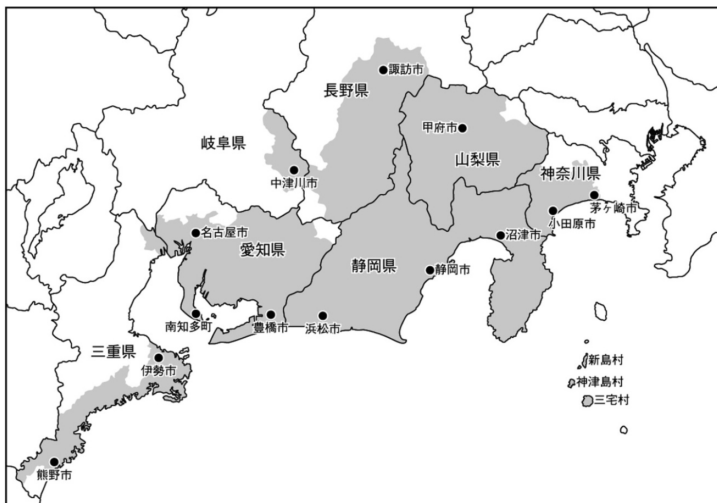 諏訪市
長野県
甲府市
岐阜県
山梨県
中津川市
神奈川県
茅ヶ崎市
小田原市
名古屋市
沼津市
愛知県
静岡県
静岡市
南知多町
豊橋市
浜松市
三重県
伊勢市
新島村
神津島村
三宅村
熊野市